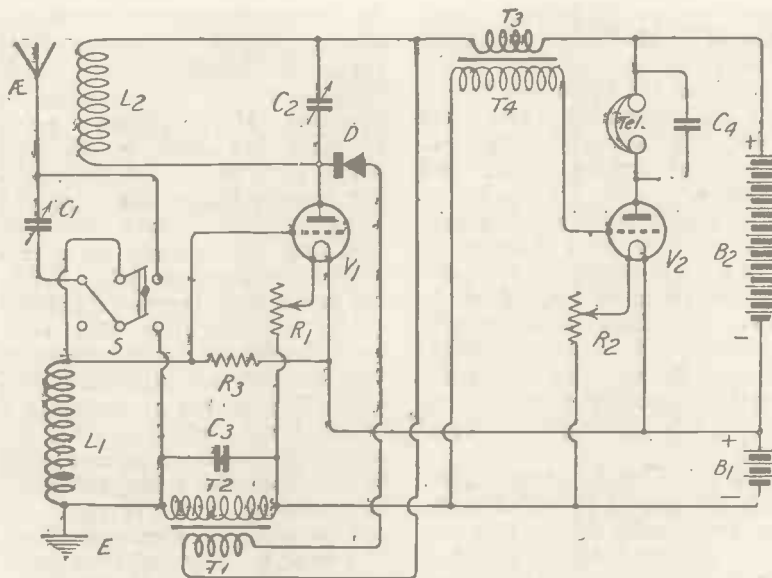 T3
Æ
L2
C2
D
T4
Tel.
C4
+
C1
V1
V2
B2
S
R1
R2
R3
−
L1
C3
+
T2
B1
−
E
T1